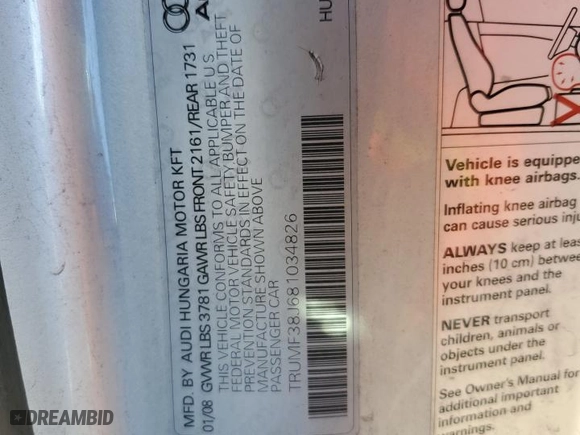 MFD. BY AUDI HUNGARIA MOTOR KFT
01/08 GVWR LBS 3781 GAWR LBS FRONT 2161/REAR 1731
THIS VEHICLE CONFORMS TO ALL APPLICABLE U S
FEDERAL MOTOR VEHICLE SAFETY, BUMPER AND THEFT
PREVENTION STANDARDS IN EFFECT ON THE DATE OF
MANUFACTURE SHOWN ABOVE
PASSENGER CAR
TRUMF38J681034826
HU
Vehicle is equippe
with knee airbags.
Inflating knee airbag
can cause serious inju
ALWAYS keep at leas
inches (10 cm) betwe
your knees and the
instrument panel.
NEVER transport
children, animals or
objects under the
instrument panel.
See Owner's Manual for
additional important
information and
warnings.
DREAMBID